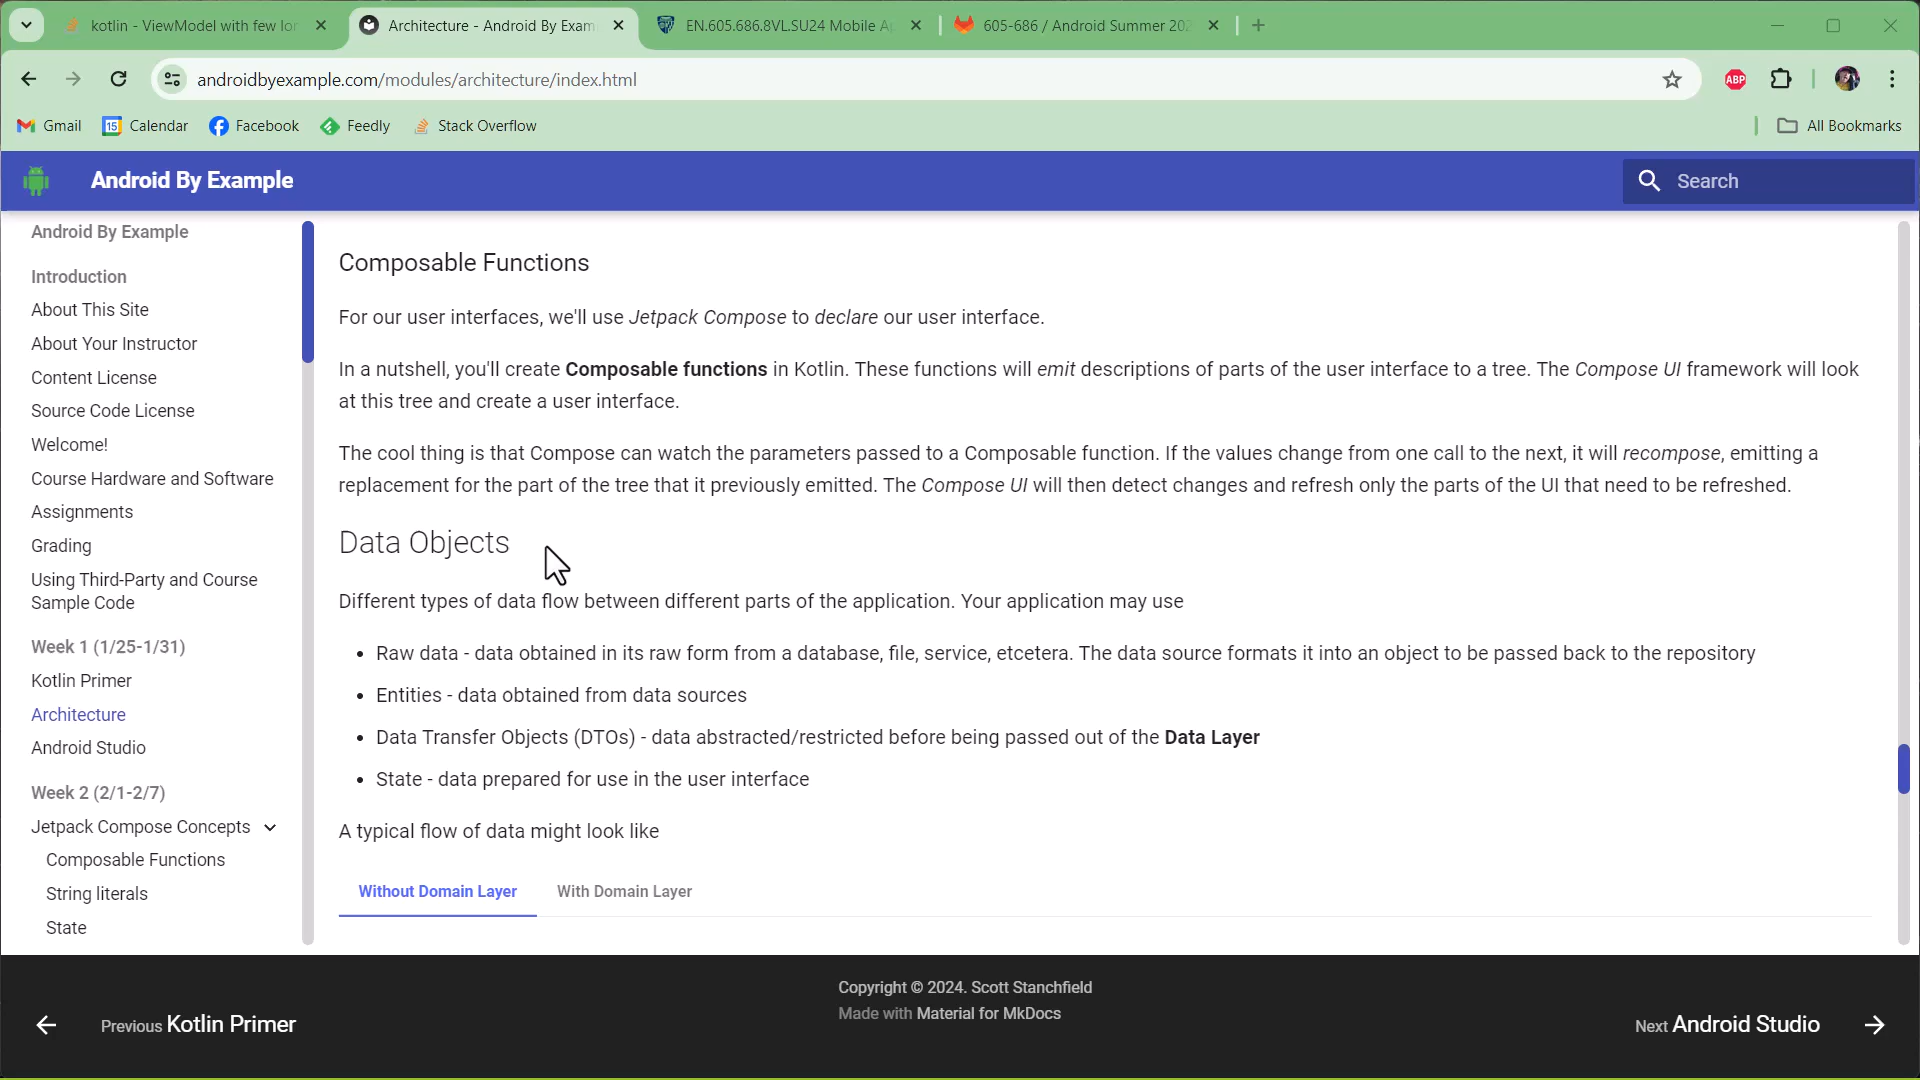 kotlin - ViewModel with few lo
Architecture - Android By Exam
EN.605.686.8VL.SU24 Mobile A
605-686 / Android Summer 202
androidbyexample.com/modules/architecture/index.html
ABP
Gmail
15
Calendar
Facebook
Feedly
Stack Overflow
All Bookmarks
Android By Example
Search
Android By Example
Introduction
About This Site
About Your Instructor
Content License
Source Code License
Welcome!
Course Hardware and Software
Assignments
Grading
Using Third-Party and Course
Sample Code
Week 1 (1/25-1/31)
Kotlin Primer
Architecture
Android Studio
Week 2 (2/1-2/7)
Jetpack Compose Concepts
Composable Functions
String literals
State
Composable Functions
For our user interfaces, we'll use Jetpack Compose to declare our user interface.
In a nutshell, you'll create Composable functions in Kotlin. These functions will emit descriptions of parts of the user interface to a tree. The Compose UI framework will look
at this tree and create a user interface.
The cool thing is that Compose can watch the parameters passed to a Composable function. If the values change from one call to the next, it will recompose, emitting a
replacement for the part of the tree that it previously emitted. The Compose UI will then detect changes and refresh only the parts of the UI that need to be refreshed.
Data Objects
Different types of data flow between different parts of the application. Your application may use
• Raw data - data obtained in its raw form from a database, file, service, etcetera. The data source formats it into an object to be passed back to the repository
• Entities - data obtained from data sources
• Data Transfer Objects (DTOs) - data abstracted/restricted before being passed out of the Data Layer
• State - data prepared for use in the user interface
A typical flow of data might look like
Without Domain Layer
With Domain Layer
Copyright © 2024. Scott Stanchfield
Made with Material for MkDocs
Previous Kotlin Primer
Next Android Studio